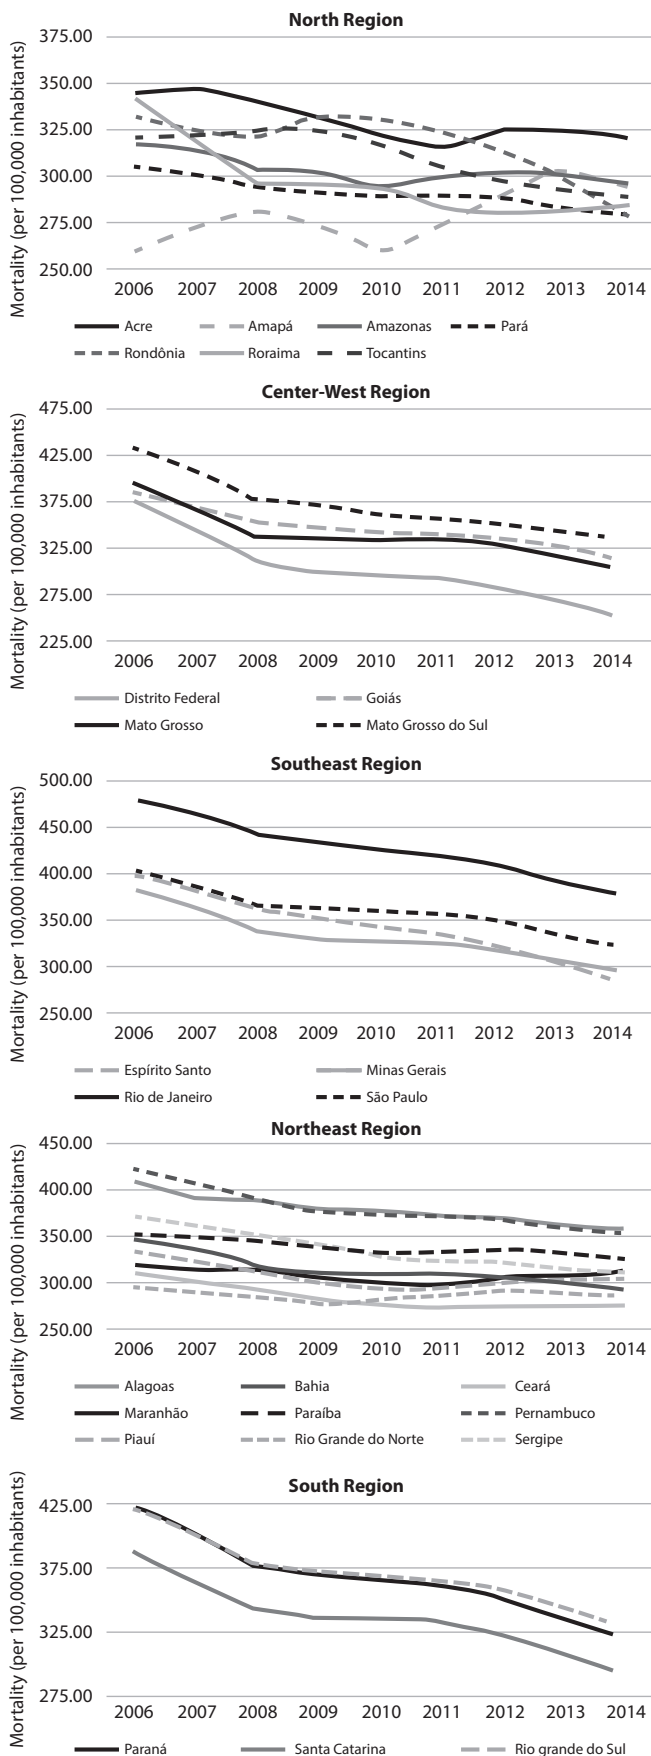 North Region
Mortality (per 100,000 inhabitants)
375.00
350.00
325.00
300.00
275.00
250.00
2006 2007 2008 2009 2010 2011 2012 2013 2014
Acre Amapá Amazonas Pará
Rondônia Roraima Tocantins
Center-West Region
Mortality (per 100,000 inhabitants)
475.00
425.00
375.00
325.00
275.00
225.00
2006 2007 2008 2009 2010 2011 2012 2013 2014
Distrito Federal Goiás
Mato Grosso Mato Grosso do Sul
Southeast Region
Mortality (per 100,000 inhabitants)
500.00
450.00
400.00
350.00
300.00
250.00
2006 2007 2008 2009 2010 2011 2012 2013 2014
Espírito Santo Minas Gerais
Rio de Janeiro São Paulo
Northeast Region
Mortality (per 100,000 inhabitants)
450.00
400.00
350.00
300.00
250.00
2006 2007 2008 2009 2010 2011 2012 2013 2014
Alagoas Bahia Ceará
Maranhão Paraíba Pernambuco
Piauí Rio Grande do Norte Sergipe
South Region
Mortality (per 100,000 inhabitants)
425.00
375.00
325.00
275.00
2006 2007 2008 2009 2010 2011 2012 2013 2014
Paraná Santa Catarina Rio grande do Sul